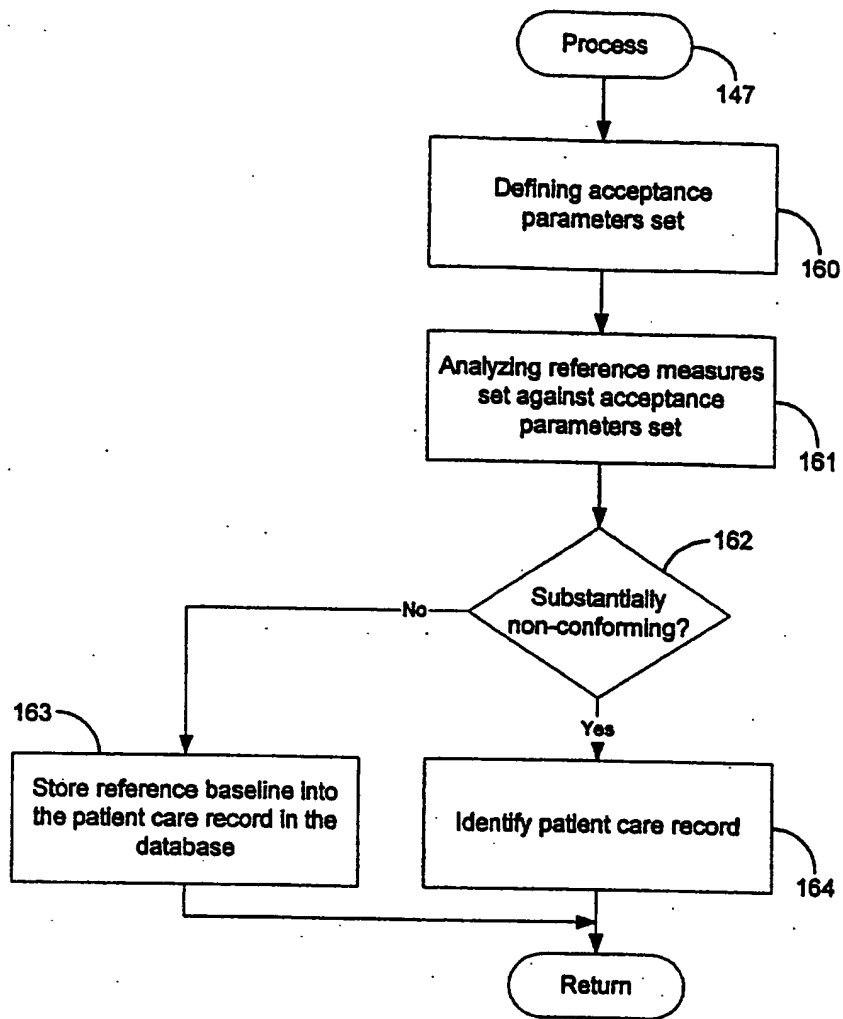 Process
147
Defining acceptance
parameters set
160
Analyzing reference measures
set against acceptance
parameters set
161
162
Substantially
non-conforming?
No
Yes
163
Store reference baseline into
the patient care record in the
database
Identify patient care record
164
Return